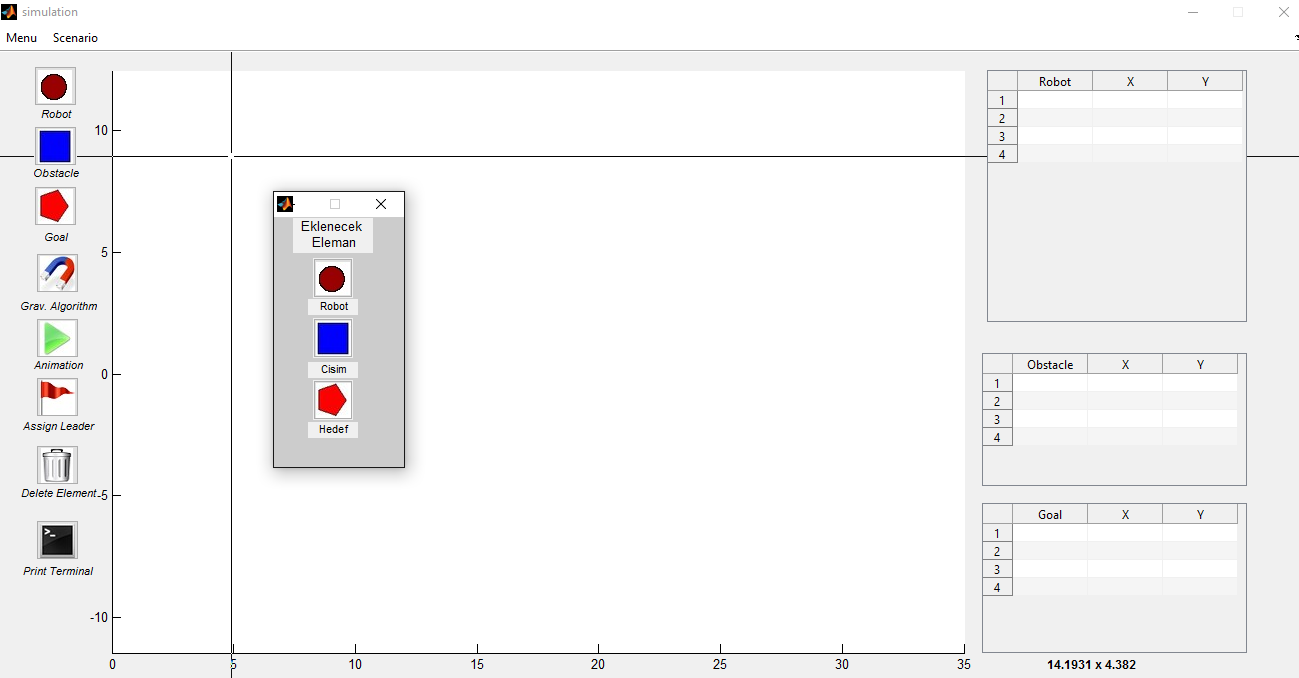 simulation
Menu Scenario
Robot
Obstacle
Goal
Grav. Algorithm
Animation
Assign Leader
Delete Element
Print Terminal
10
5
0
-5
-10
0 5 10 15 20 25 30 35
Eklenecek
Eleman
Robot
Cisim
Hedef
Robot X Y
1
2
3
4
Obstacle X Y
1
2
3
4
Goal X Y
1
2
3
4
14.1931 x 4.382